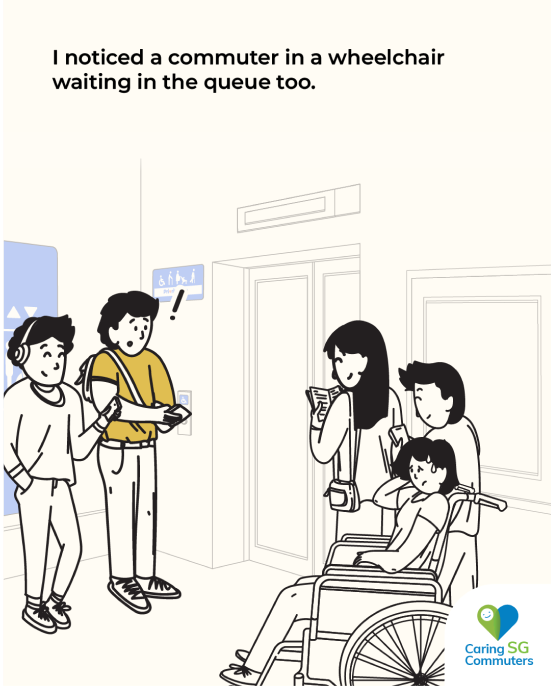 I noticed a commuter in a wheelchair
waiting in the queue too.
Caring SG
Commuters